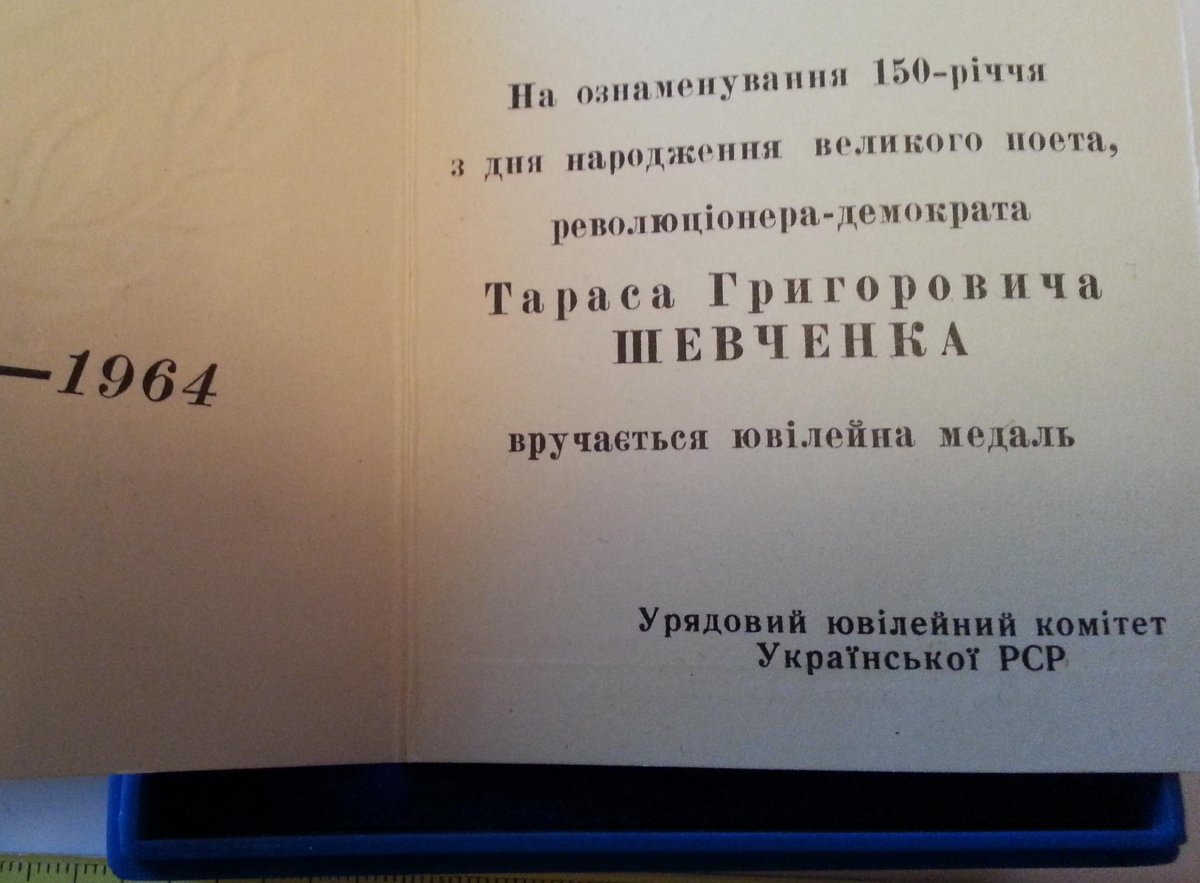 —1964
На ознаменування 150-річчя
з дня народження великого поета,
революціонера-демократа
Тараса Григоровича
ШЕВЧЕНКА
вручається ювілейна медаль
Урядовий ювілейний комітет
Української РСР